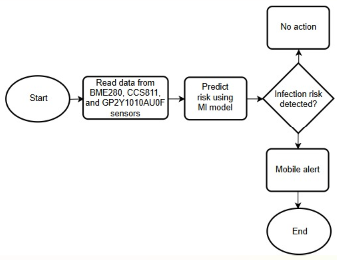 No action
Start
Read data from
BME280, CCS811,
and GP2Y1010AU0F
sensors
Predict
risk using
MI model
Infection risk
detected?
Mobile alert
End